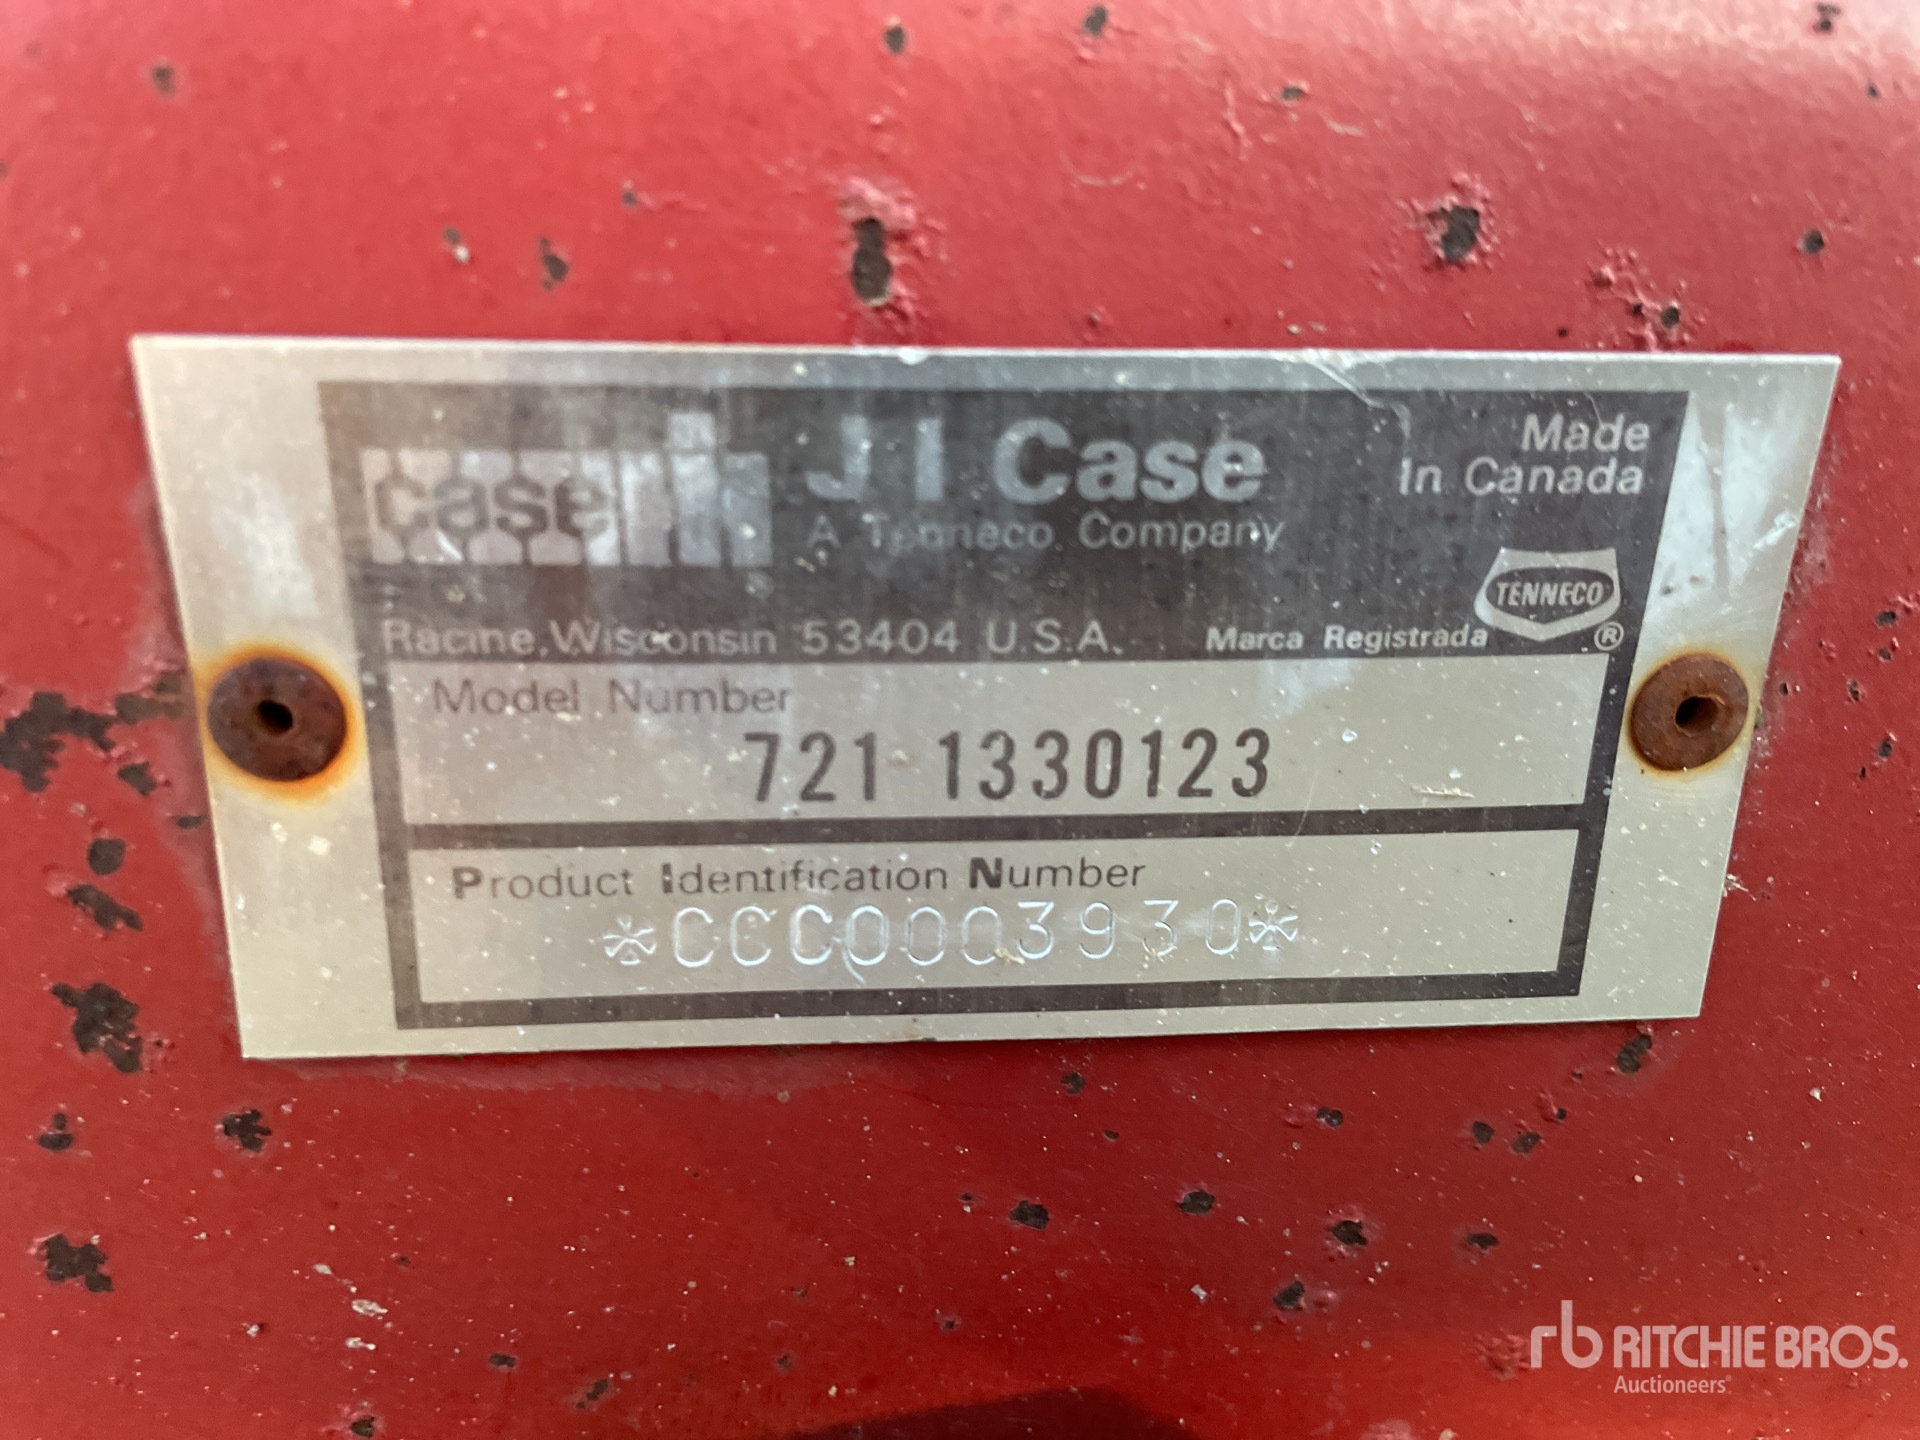 case ih
J I Case
A Tenneco Company
Made
In Canada
TENNECO
Racine, Wisconsin 53404 U.S.A.
Marca Registrada ®
Model Number
721 1330123
Product Identification Number
*CCC0003930*
rb RITCHIE BROS.
Auctioneers